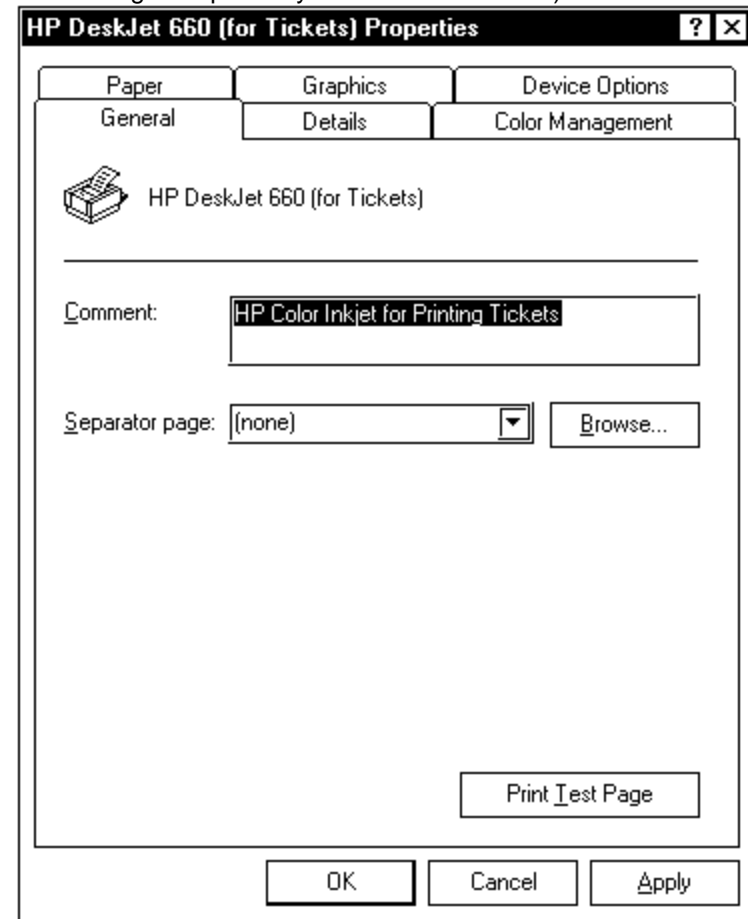 HP DeskJet 660 (for Tickets) Properties ? X
Paper Graphics Device Options
General Details Color Management
HP DeskJet 660 (for Tickets)
Comment: HP Color Inkjet for Printing Tickets
Separator page: (none) Browse...
Print Test Page
OK Cancel Apply